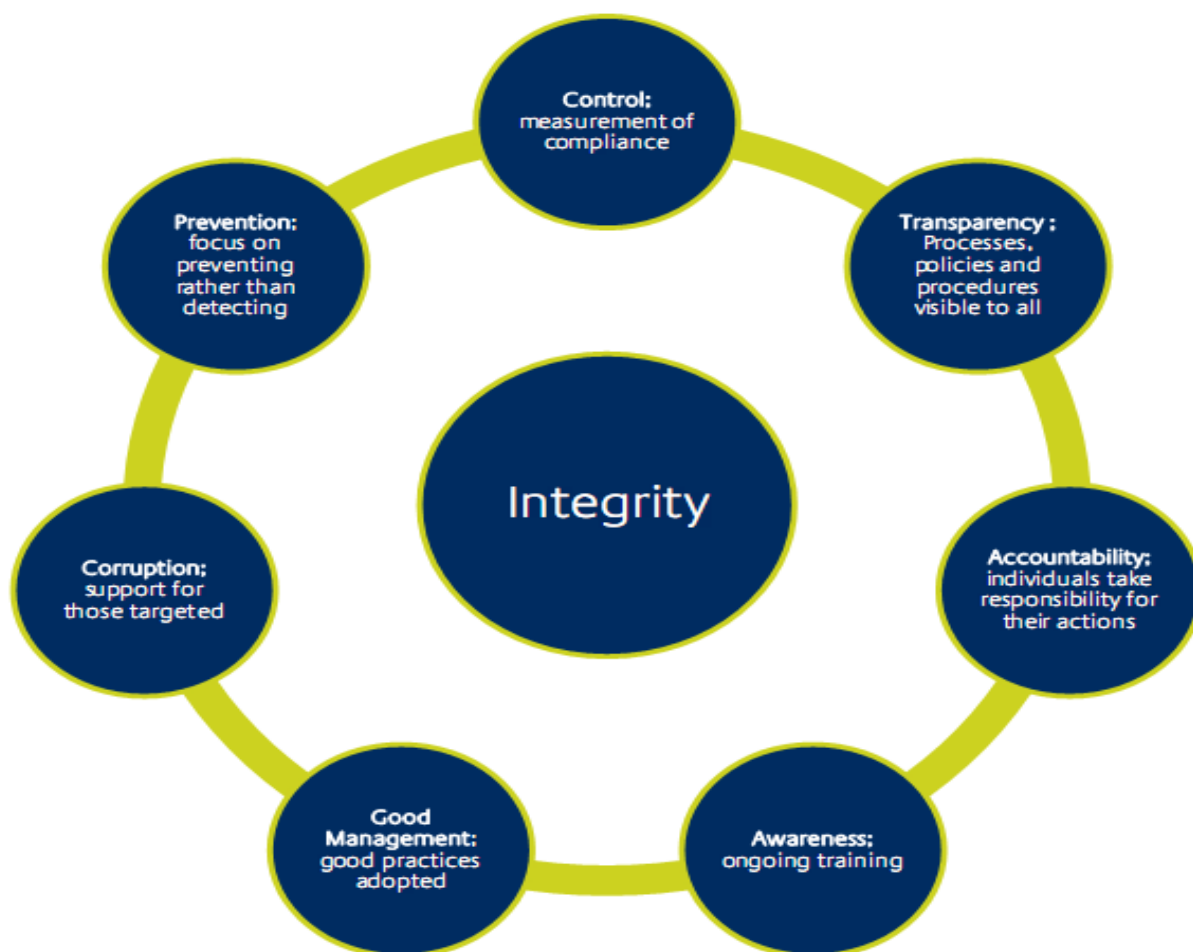 Control:
measurement of
compliance
Transparency :
Processes,
policies and
procedures
visible to all
Accountability:
individuals take
responsibility for
their actions
Awareness:
ongoing training
Good
Management:
good practices
adopted
Corruption:
support for
those targeted
Prevention:
focus on
preventing
rather than
detecting
Integrity